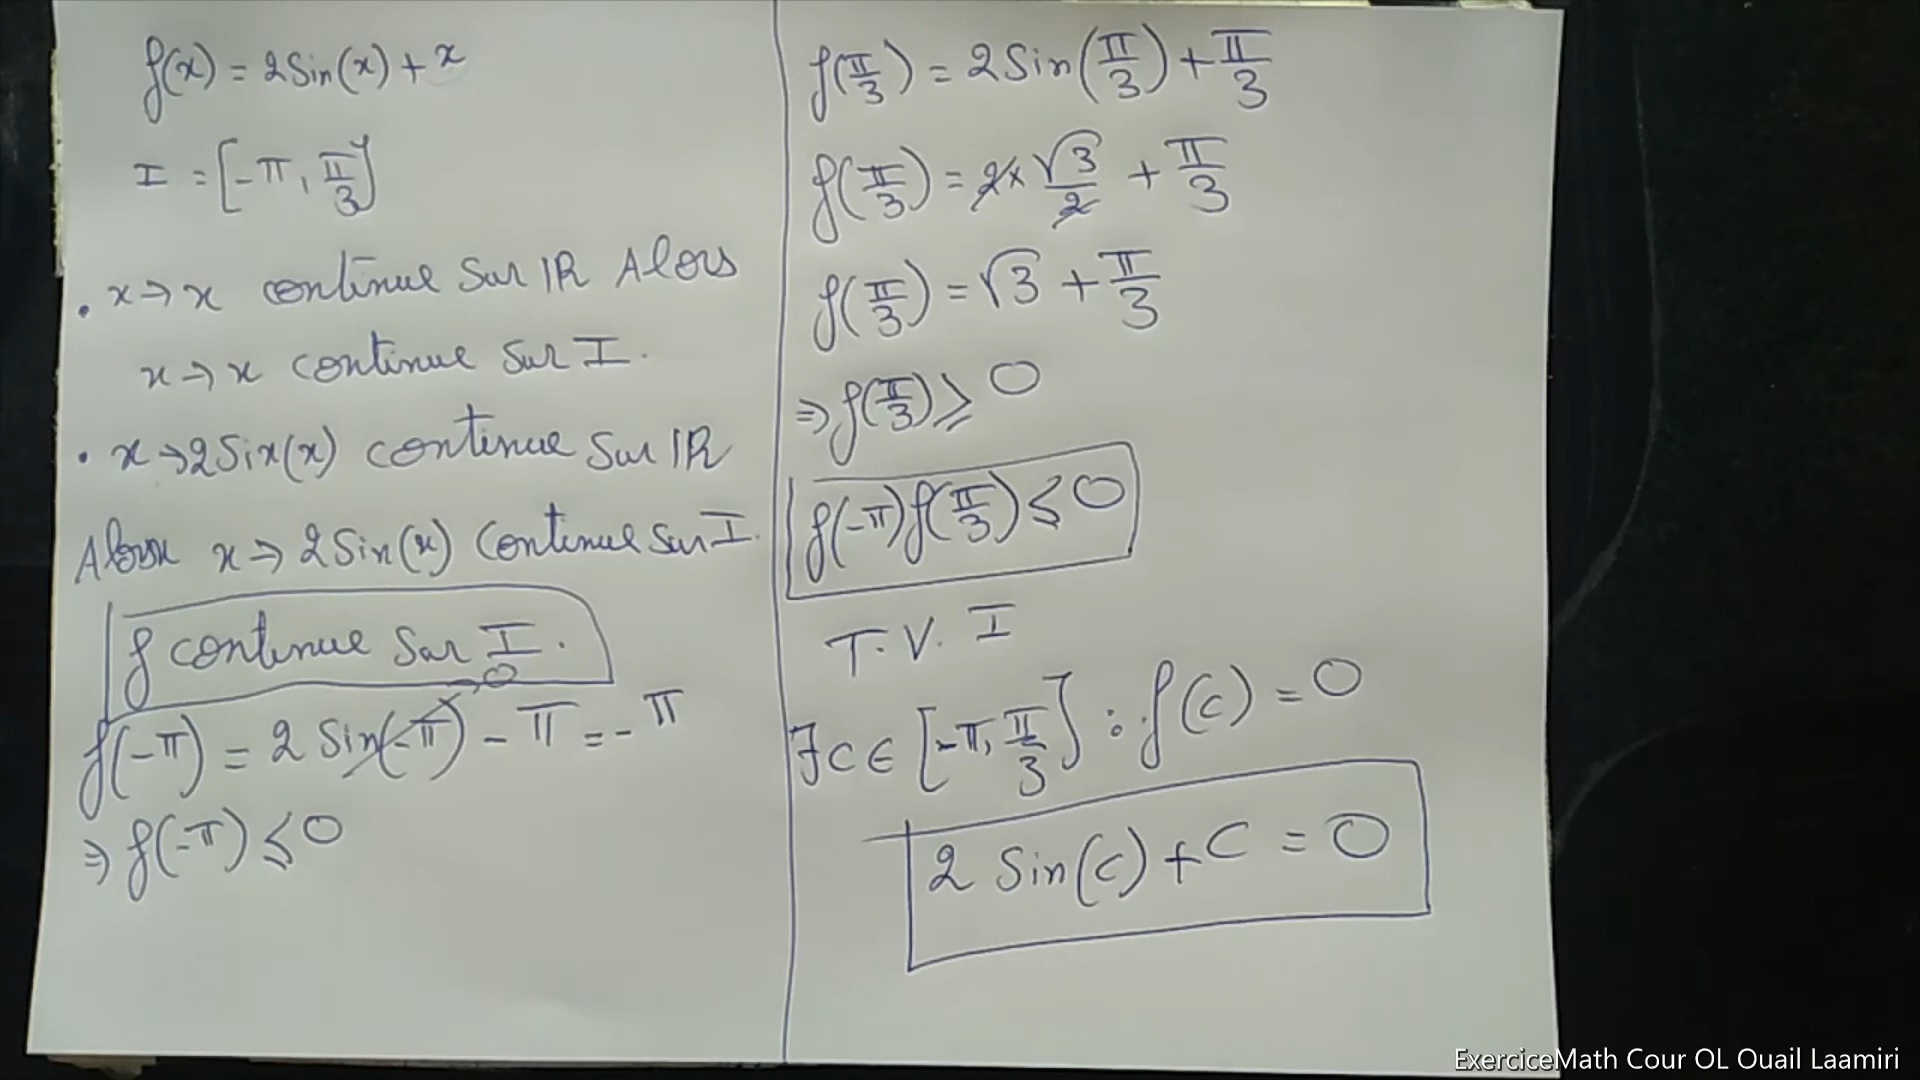 f(x) = 2Sin(x) + x
I = [-π, π/3]
• x → x continue Sur IR Alors
x → x continue Sur I.
• x → 2Six(x) continue Sur IR
Alors x → 2Sin(x) Continue Sur I.
f continue Sur I.
f(-π) = 2 Sin(-π) → 0 - π = - π
⇒ f(-π) ≤ 0
f(π/3) = 2Sin(π/3) + π/3
f(π/3) = 2 × √3/2 + π/3
f(π/3) = √3 + π/3
⇒ f(π/3) ≥ 0
f(-π)f(π/3) ≤ 0
T.V.I
∃c ∈ [-π, π/3] : f(c) = 0
2 Sin(c) + c = 0
ExerciceMath Cour OL Ouail Laamiri